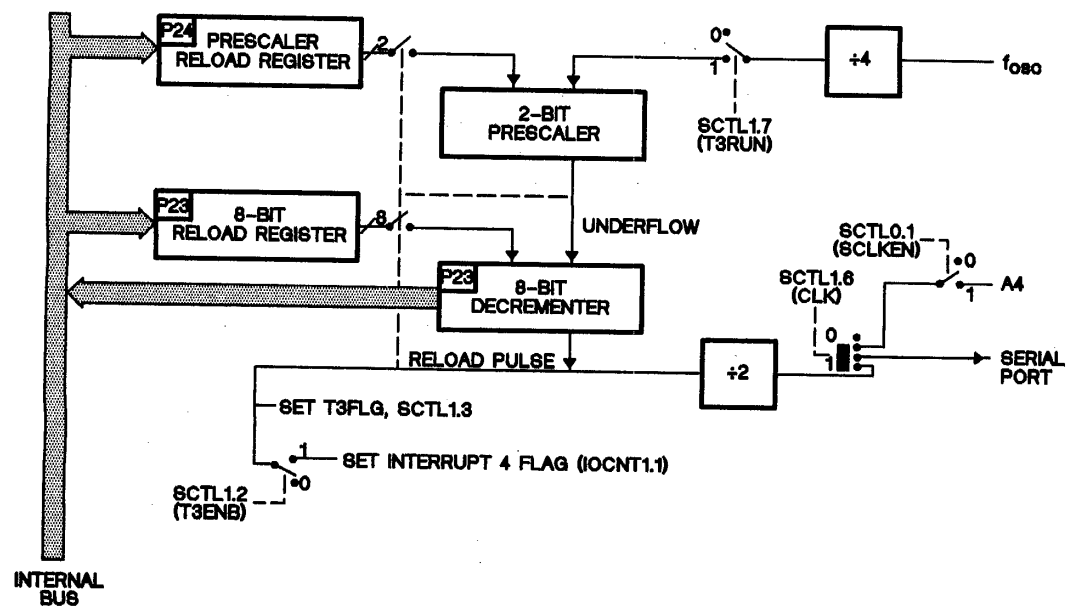 P24
PRESCALER
RELOAD REGISTER
2
0
1
÷4
fosc
2-BIT
PRESCALER
SCTL1.7
(T3RUN)
P23
8-BIT
RELOAD REGISTER
8
UNDERFLOW
SCTL0.1
(SCLKEN)
0
1
A4
P23
8-BIT
DECREMENTER
SCTL1.6
(CLK)
0
1
RELOAD PULSE
÷2
SERIAL
PORT
SET T3FLG, SCTL1.3
1
SET INTERRUPT 4 FLAG (IOCNT1.1)
0
SCTL1.2
(T3ENB)
INTERNAL
BUS